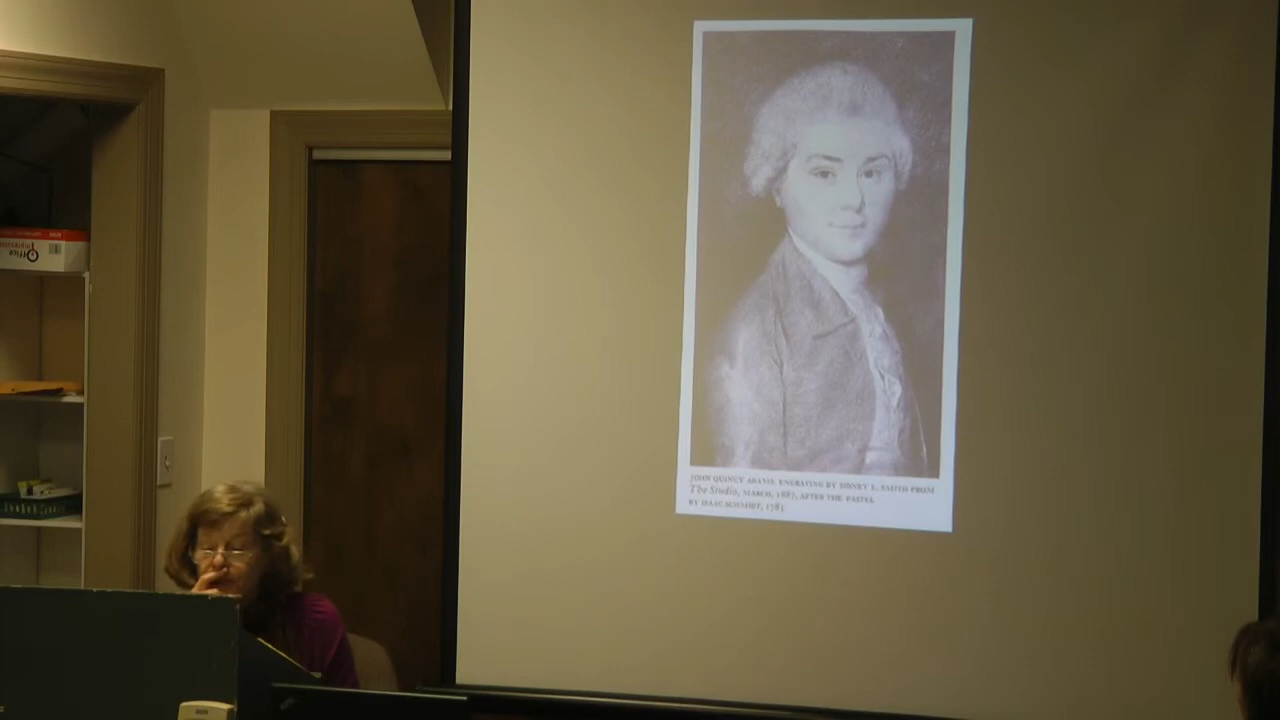 JOHN QUINCY ADAMS. ENGRAVING BY SIDNEY L. SMITH FROM
The Studio, MARCH, 1887, AFTER THE PASTEL
BY ISAAC SCHMIDT, 1783
Office
Impressions